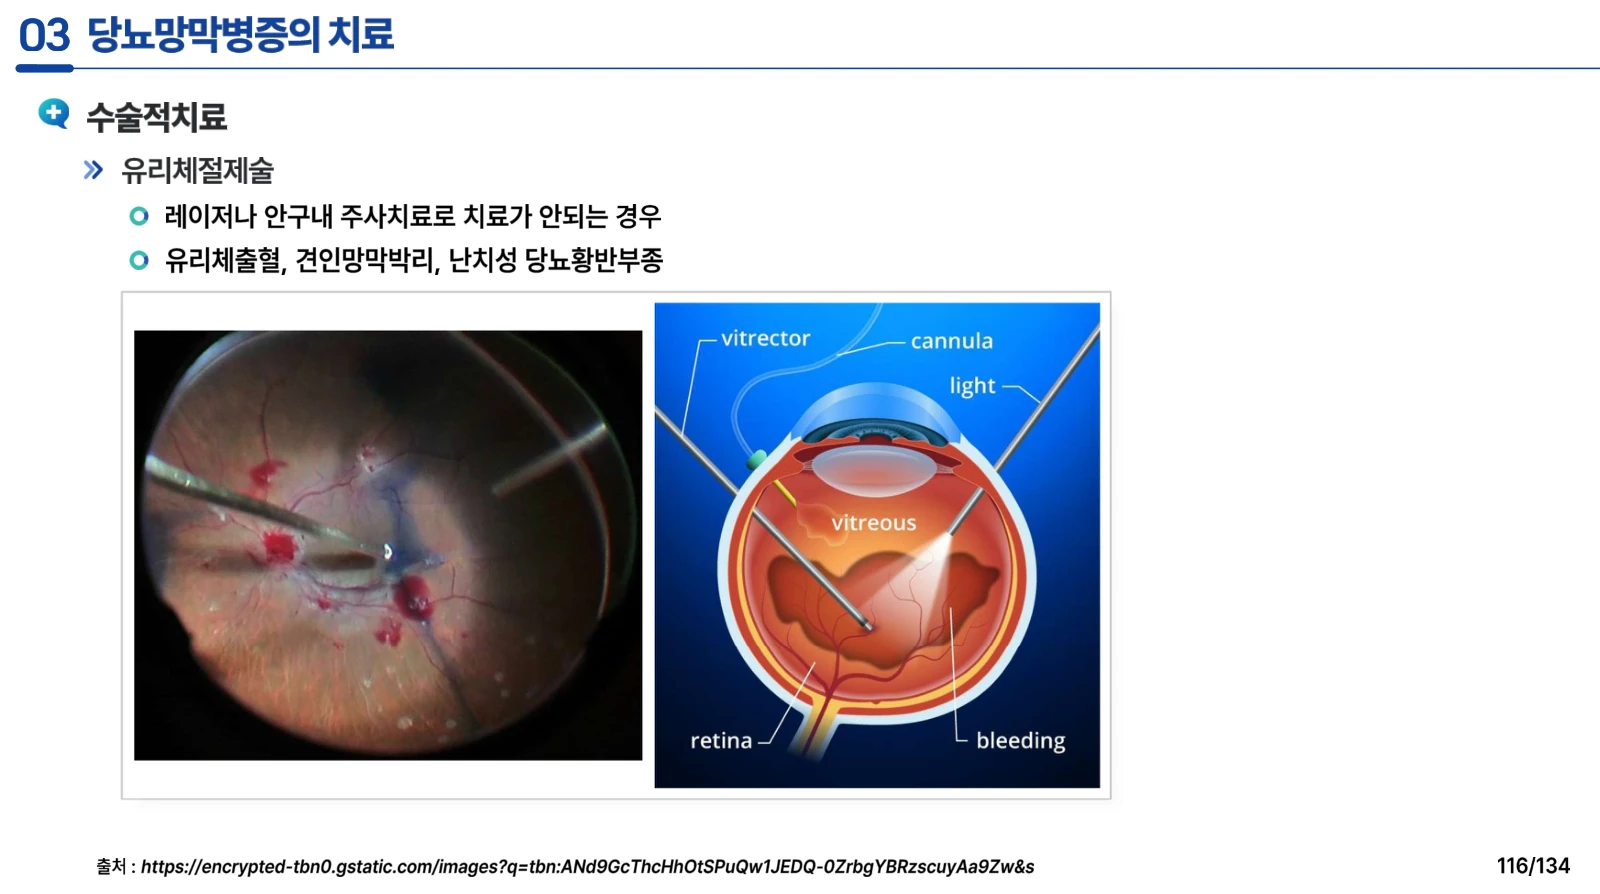 03 당뇨망막병증의 치료
수술적치료
유리체절제술
레이저나 안구내 주사치료로 치료가 안되는 경우
유리체출혈, 견인망막박리, 난치성 당뇨황반부종
vitrector
cannula
light
vitreous
retina
bleeding
출처 : https://encrypted-tbn0.gstatic.com/images?q=tbn:ANd9GcThcHhOtSPuQw1JEDQ-0ZrbgYBRzscuyAa9Zw&s
116/134